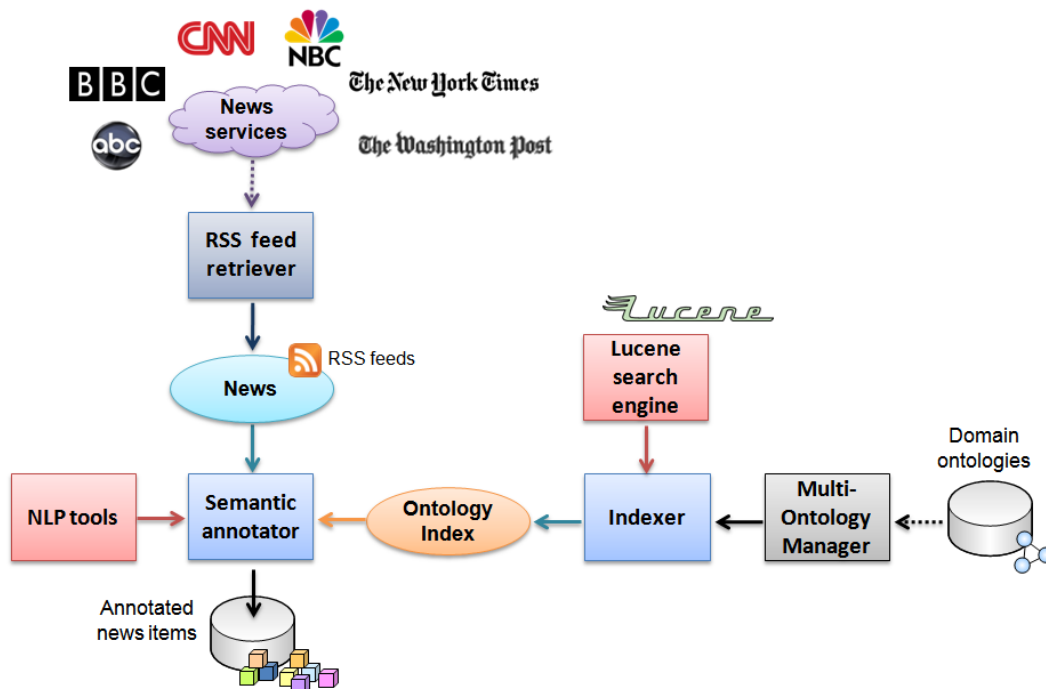 CNN
NBC
BBC
The New York Times
News
services
abc
The Washington Post
RSS feed
retriever
RSS feeds
News
Lucene
Lucene
search
engine
Domain
ontologies
NLP tools
Semantic
annotator
Ontology
Index
Indexer
Multi-
Ontology
Manager
Annotated
news items